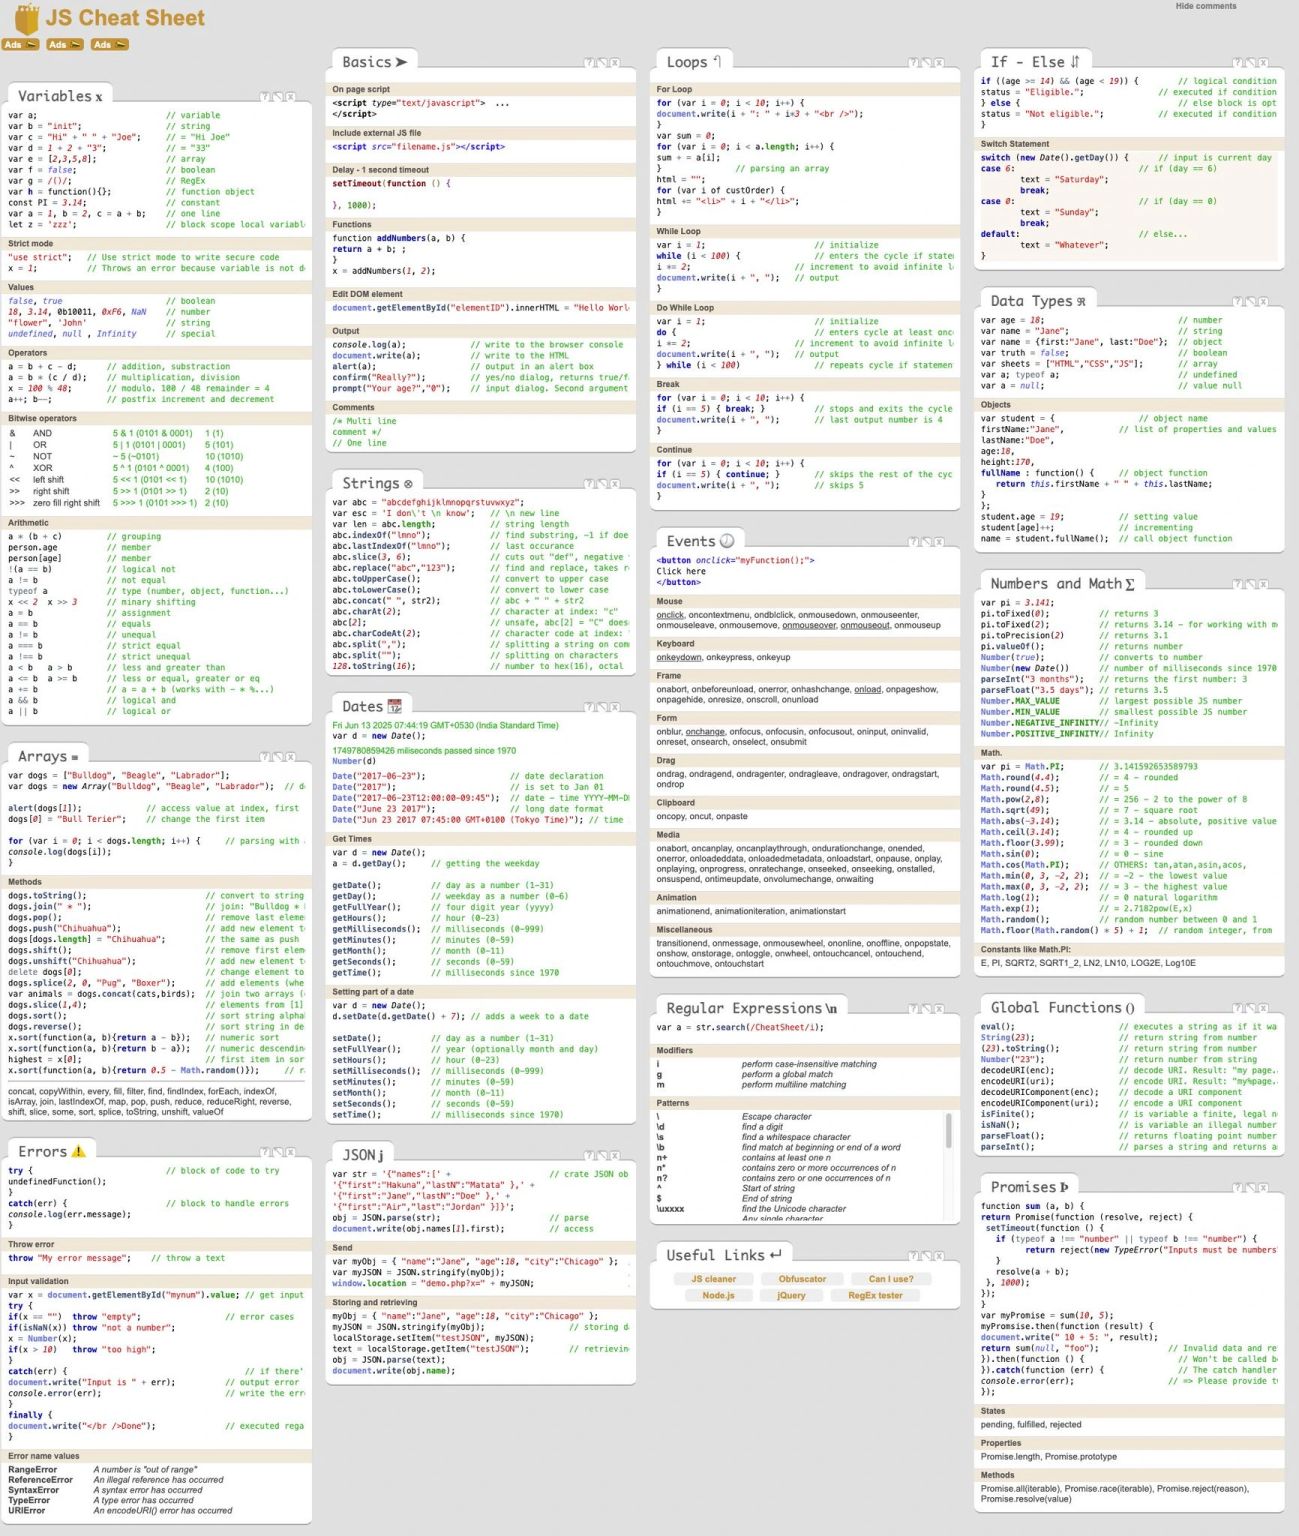 JS Cheat Sheet
Hide comments
Ads
Ads
Ads
Variables x
var a; // variable
var b = "init"; // string
var c = "Hi" + " " + "Joe"; // = "Hi Joe"
var d = 1 + 2 + "3"; // = "33"
var e = [2,3,5,8]; // array
var f = false; // boolean
var g = /()/; // RegEx
var h = function(){}; // function object
const PI = 3.14; // constant
var a = 1, b = 2, c = a + b; // one line
let z = 'zzz'; // block scope local variabl
Strict mode
"use strict"; // Use strict mode to write secure code
x = 1; // Throws an error because variable is not d
Values
false, true // boolean
18, 3.14, 0b10011, 0xF6, NaN // number
"flower", 'John' // string
undefined, null , Infinity // special
Operators
a = b + c - d; // addition, substraction
a = b * (c / d); // multiplication, division
x = 100 % 48; // modulo. 100 / 48 remainder = 4
a++; b--; // postfix increment and decrement
Bitwise operators
& AND 5 & 1 (0101 & 0001) 1 (1)
| OR 5 | 1 (0101 | 0001) 5 (101)
~ NOT ~ 5 (~0101) 10 (1010)
^ XOR 5 ^ 1 (0101 ^ 0001) 4 (100)
<< left shift 5 << 1 (0101 << 1) 10 (1010)
>> right shift 5 >> 1 (0101 >> 1) 2 (10)
>>> zero fill right shift 5 >>> 1 (0101 >>> 1) 2 (10)
Arithmetic
a * (b + c) // grouping
person.age // member
person[age] // member
!(a == b) // logical not
a != b // not equal
typeof a // type (number, object, function...)
x << 2 x >> 3 // minary shifting
a = b // assignment
a == b // equals
a != b // unequal
a === b // strict equal
a !== b // strict unequal
a < b a > b // less and greater than
a <= b a >= b // less or equal, greater or eq
a += b // a = a + b (works with - * %...)
a && b // logical and
a || b // logical or
Arrays ≡
var dogs = ["Bulldog", "Beagle", "Labrador"];
var dogs = new Array("Bulldog", "Beagle", "Labrador"); // d
alert(dogs[1]); // access value at index, first
dogs[0] = "Bull Terier"; // change the first item
for (var i = 0; i < dogs.length; i++) { // parsing with
console.log(dogs[i]);
}
Methods
dogs.toString(); // convert to string
dogs.join(" * "); // join: "Bulldog *
dogs.pop(); // remove last eleme
dogs.push("Chihuahua"); // add new element t
dogs[dogs.length] = "Chihuahua"; // the same as push
dogs.shift(); // remove first elem
dogs.unshift("Chihuahua"); // add new element t
delete dogs[0]; // change element to
dogs.splice(2, 0, "Pug", "Boxer"); // add elements (whe
var animals = dogs.concat(cats,birds); // join two arrays (
dogs.slice(1,4); // elements from [1]
dogs.sort(); // sort string alpha
dogs.reverse(); // sort string in de
x.sort(function(a, b){return a - b}); // numeric sort
x.sort(function(a, b){return b - a}); // numeric descendin
highest = x[0]; // first item in sor
x.sort(function(a, b){return 0.5 - Math.random()}); // r
concat, copyWithin, every, fill, filter, find, findIndex, forEach, indexOf,
isArray, join, lastIndexOf, map, pop, push, reduce, reduceRight, reverse,
shift, slice, some, sort, splice, toString, unshift, valueOf
Errors ⚠
try { // block of code to try
undefinedFunction();
}
catch(err) { // block to handle errors
console.log(err.message);
}
Throw error
throw "My error message"; // throw a text
Input validation
var x = document.getElementById("mynum").value; // get input
try {
if(x == "") throw "empty"; // error cases
if(isNaN(x)) throw "not a number";
x = Number(x);
if(x > 10) throw "too high";
}
catch(err) { // if there'
document.write("Input is " + err); // output error
console.error(err); // write the err
}
finally {
document.write("</br />Done"); // executed rega
}
Error name values
RangeError A number is "out of range"
ReferenceError An illegal reference has occurred
SyntaxError A syntax error has occurred
TypeError A type error has occurred
URIError An encodeURI() error has occurred
Basics ➤
On page script
<script type="text/javascript"> ...
</script>
Include external JS file
<script src="filename.js"></script>
Delay - 1 second timeout
setTimeout(function () {
}, 1000);
Functions
function addNumbers(a, b) {
return a + b; ;
}
x = addNumbers(1, 2);
Edit DOM element
document.getElementById("elementID").innerHTML = "Hello Worl
Output
console.log(a); // write to the browser console
document.write(a); // write to the HTML
alert(a); // output in an alert box
confirm("Really?"); // yes/no dialog, returns true/f
prompt("Your age?","0"); // input dialog. Second argument
Comments
/* Multi line
comment */
// One line
Strings ⊗
var abc = "abcdefghijklmnopqrstuvwxyz";
var esc = 'I don\'t \n know'; // \n new line
var len = abc.length; // string length
abc.indexOf("lmno"); // find substring, -1 if doe
abc.lastIndexOf("lmno"); // last occurance
abc.slice(3, 6); // cuts out "def", negative
abc.replace("abc","123"); // find and replace, takes r
abc.toUpperCase(); // convert to upper case
abc.toLowerCase(); // convert to lower case
abc.concat(" ", str2); // abc + " " + str2
abc.charAt(2); // character at index: "c"
abc[2]; // unsafe, abc[2] = "C" does
abc.charCodeAt(2); // character code at index:
abc.split(","); // splitting a string on com
abc.split(""); // splitting on characters
128.toString(16); // number to hex(16), octal
Dates
Fri Jun 13 2025 07:44:19 GMT+0530 (India Standard Time)
var d = new Date();
1749780859426 miliseconds passed since 1970
Number(d)
Date("2017-06-23"); // date declaration
Date("2017"); // is set to Jan 01
Date("2017-06-23T12:00:00-09:45"); // date - time YYYY-MM-D
Date("June 23 2017"); // long date format
Date("Jun 23 2017 07:45:00 GMT+0100 (Tokyo Time)"); // time
Get Times
var d = new Date();
a = d.getDay(); // getting the weekday
getDate(); // day as a number (1-31)
getDay(); // weekday as a number (0-6)
getFullYear(); // four digit year (yyyy)
getHours(); // hour (0-23)
getMilliseconds(); // milliseconds (0-999)
getMinutes(); // minutes (0-59)
getMonth(); // month (0-11)
getSeconds(); // seconds (0-59)
getTime(); // milliseconds since 1970
Setting part of a date
var d = new Date();
d.setDate(d.getDate() + 7); // adds a week to a date
setDate(); // day as a number (1-31)
setFullYear(); // year (optionally month and day)
setHours(); // hour (0-23)
setMilliseconds(); // milliseconds (0-999)
setMinutes(); // minutes (0-59)
setMonth(); // month (0-11)
setSeconds(); // seconds (0-59)
setTime(); // milliseconds since 1970)
JSON j
var str = '{"names":[' + // crate JSON ob
'{"first":"Hakuna","lastN":"Matata" },' +
'{"first":"Jane","lastN":"Doe" },' +
'{"first":"Air","last":"Jordan" }]}';
obj = JSON.parse(str); // parse
document.write(obj.names[1].first); // access
Send
var myObj = { "name":"Jane", "age":18, "city":"Chicago" };
var myJSON = JSON.stringify(myObj);
window.location = "demo.php?x=" + myJSON;
Storing and retrieving
myObj = { "name":"Jane", "age":18, "city":"Chicago" };
myJSON = JSON.stringify(myObj); // storing d
localStorage.setItem("testJSON", myJSON);
text = localStorage.getItem("testJSON"); // retrievin
obj = JSON.parse(text);
document.write(obj.name);
Loops
For Loop
for (var i = 0; i < 10; i++) {
document.write(i + ": " + i*3 + "<br />");
}
var sum = 0;
for (var i = 0; i < a.length; i++) {
sum + = a[i];
} // parsing an array
html = "";
for (var i of custOrder) {
html += "<li>" + i + "</li>";
}
While Loop
var i = 1; // initialize
while (i < 100) { // enters the cycle if statem
i *= 2; // increment to avoid infinite l
document.write(i + ", "); // output
}
Do While Loop
var i = 1; // initialize
do { // enters cycle at least onc
i *= 2; // increment to avoid infinite l
document.write(i + ", "); // output
} while (i < 100) // repeats cycle if statem
Break
for (var i = 0; i < 10; i++) {
if (i == 5) { break; } // stops and exits the cycle
document.write(i + ", "); // last output number is 4
}
Continue
for (var i = 0; i < 10; i++) {
if (i == 5) { continue; } // skips the rest of the cyc
document.write(i + ", "); // skips 5
}
Events
<button onclick="myFunction();">
Click here
</button>
Mouse
onclick, oncontextmenu, ondblclick, onmousedown, onmouseenter,
onmouseleave, onmousemove, onmouseover, onmouseout, onmouseup
Keyboard
onkeydown, onkeypress, onkeyup
Frame
onabort, onbeforeunload, onerror, onhashchange, onload, onpageshow,
onpagehide, onresize, onscroll, onunload
Form
onblur, onchange, onfocus, onfocusin, onfocusout, oninput, oninvalid,
onreset, onsearch, onselect, onsubmit
Drag
ondrag, ondragend, ondragenter, ondragleave, ondragover, ondragstart,
ondrop
Clipboard
oncopy, oncut, onpaste
Media
onabort, oncanplay, oncanplaythrough, ondurationchange, onended,
onerror, onloadeddata, onloadedmetadata, onloadstart, onpause, onplay,
onplaying, onprogress, onratechange, onseeked, onseeking, onstalled,
onsuspend, ontimeupdate, onvolumechange, onwaiting
Animation
animationend, animationiteration, animationstart
Miscellaneous
transitionend, onmessage, onmousewheel, ononline, onoffline, onpopstate,
onshow, onstorage, ontoggle, onwheel, ontouchcancel, ontouchend,
ontouchmove, ontouchstart
Regular Expressions \n
var a = str.search(/CheatSheet/i);
Modifiers
i perform case-insensitive matching
g perform a global match
m perform multiline matching
Patterns
\ Escape character
\d find a digit
\s find a whitespace character
\b find match at beginning or end of a word
n+ contains at least one n
n* contains zero or more occurrences of n
n? contains zero or one occurrences of n
^ Start of string
$ End of string
\uxxxx find the Unicode character
Any single character
Useful Links ↵
JS cleaner
Obfuscator
Can I use?
Node.js
jQuery
RegEx tester
If - Else ⇵
if ((age >= 14) && (age < 19)) { // logical condition
status = "Eligible."; // executed if condition
} else { // else block is opt
status = "Not eligible."; // executed if condition
}
Switch Statement
switch (new Date().getDay()) { // input is current day
case 6: // if (day == 6)
text = "Saturday";
break;
case 0: // if (day == 0)
text = "Sunday";
break;
default: // else...
text = "Whatever";
}
Data Types ℜ
var age = 18; // number
var name = "Jane"; // string
var name = {first:"Jane", last:"Doe"}; // object
var truth = false; // boolean
var sheets = ["HTML","CSS","JS"]; // array
var a; typeof a; // undefined
var a = null; // value null
Objects
var student = { // object name
firstName:"Jane", // list of properties and values
lastName:"Doe",
age:18,
height:170,
fullName : function() { // object function
return this.firstName + " " + this.lastName;
}
};
student.age = 19; // setting value
student[age]++; // incrementing
name = student.fullName(); // call object function
Numbers and Math ∑
var pi = 3.141;
pi.toFixed(0); // returns 3
pi.toFixed(2); // returns 3.14 - for working with m
pi.toPrecision(2) // returns 3.1
pi.valueOf(); // returns number
Number(true); // converts to number
Number(new Date()) // number of milliseconds since 1970
parseInt("3 months"); // returns the first number: 3
parseFloat("3.5 days"); // returns 3.5
Number.MAX_VALUE // largest possible JS number
Number.MIN_VALUE // smallest possible JS number
Number.NEGATIVE_INFINITY// -Infinity
Number.POSITIVE_INFINITY// Infinity
Math.
var pi = Math.PI; // 3.141592653589793
Math.round(4.4); // = 4 - rounded
Math.round(4.5); // = 5
Math.pow(2,8); // = 256 - 2 to the power of 8
Math.sqrt(49); // = 7 - square root
Math.abs(-3.14); // = 3.14 - absolute, positive value
Math.ceil(3.14); // = 4 - rounded up
Math.floor(3.99); // = 3 - rounded down
Math.sin(0); // = 0 - sine
Math.cos(Math.PI); // OTHERS: tan,atan,asin,acos,
Math.min(0, 3, -2, 2); // = -2 - the lowest value
Math.max(0, 3, -2, 2); // = 3 - the highest value
Math.log(1); // = 0 natural logarithm
Math.exp(1); // = 2.7182pow(E,x)
Math.random(); // random number between 0 and 1
Math.floor(Math.random() * 5) + 1; // random integer, from
Constants like Math.PI:
E, PI, SQRT2, SQRT1_2, LN2, LN10, LOG2E, Log10E
Global Functions ()
eval(); // executes a string as if it wa
String(23); // return string from number
(23).toString(); // return string from number
Number("23"); // return number from string
decodeURI(enc); // decode URI. Result: "my page.
encodeURI(uri); // encode URI. Result: "my%page.
decodeURIComponent(enc); // decode a URI component
encodeURIComponent(uri); // encode a URI component
isFinite(); // is variable a finite, legal n
isNaN(); // is variable an illegal number
parseFloat(); // returns floating point number
parseInt(); // parses a string and returns a
Promises Þ
function sum (a, b) {
return Promise(function (resolve, reject) {
setTimeout(function () {
if (typeof a !== "number" || typeof b !== "number") {
return reject(new TypeError("Inputs must be numbers"
}
resolve(a + b);
}, 1000);
});
}
var myPromise = sum(10, 5);
myPromsise.then(function (result) {
document.write(" 10 + 5: ", result);
return sum(null, "foo"); // Invalid data and re
}).then(function () { // Won't be called b
}).catch(function (err) { // The catch handler
console.error(err); // => Please provide t
});
States
pending, fulfilled, rejected
Properties
Promise.length, Promise.prototype
Methods
Promise.all(iterable), Promise.race(iterable), Promise.reject(reason),
Promise.resolve(value)